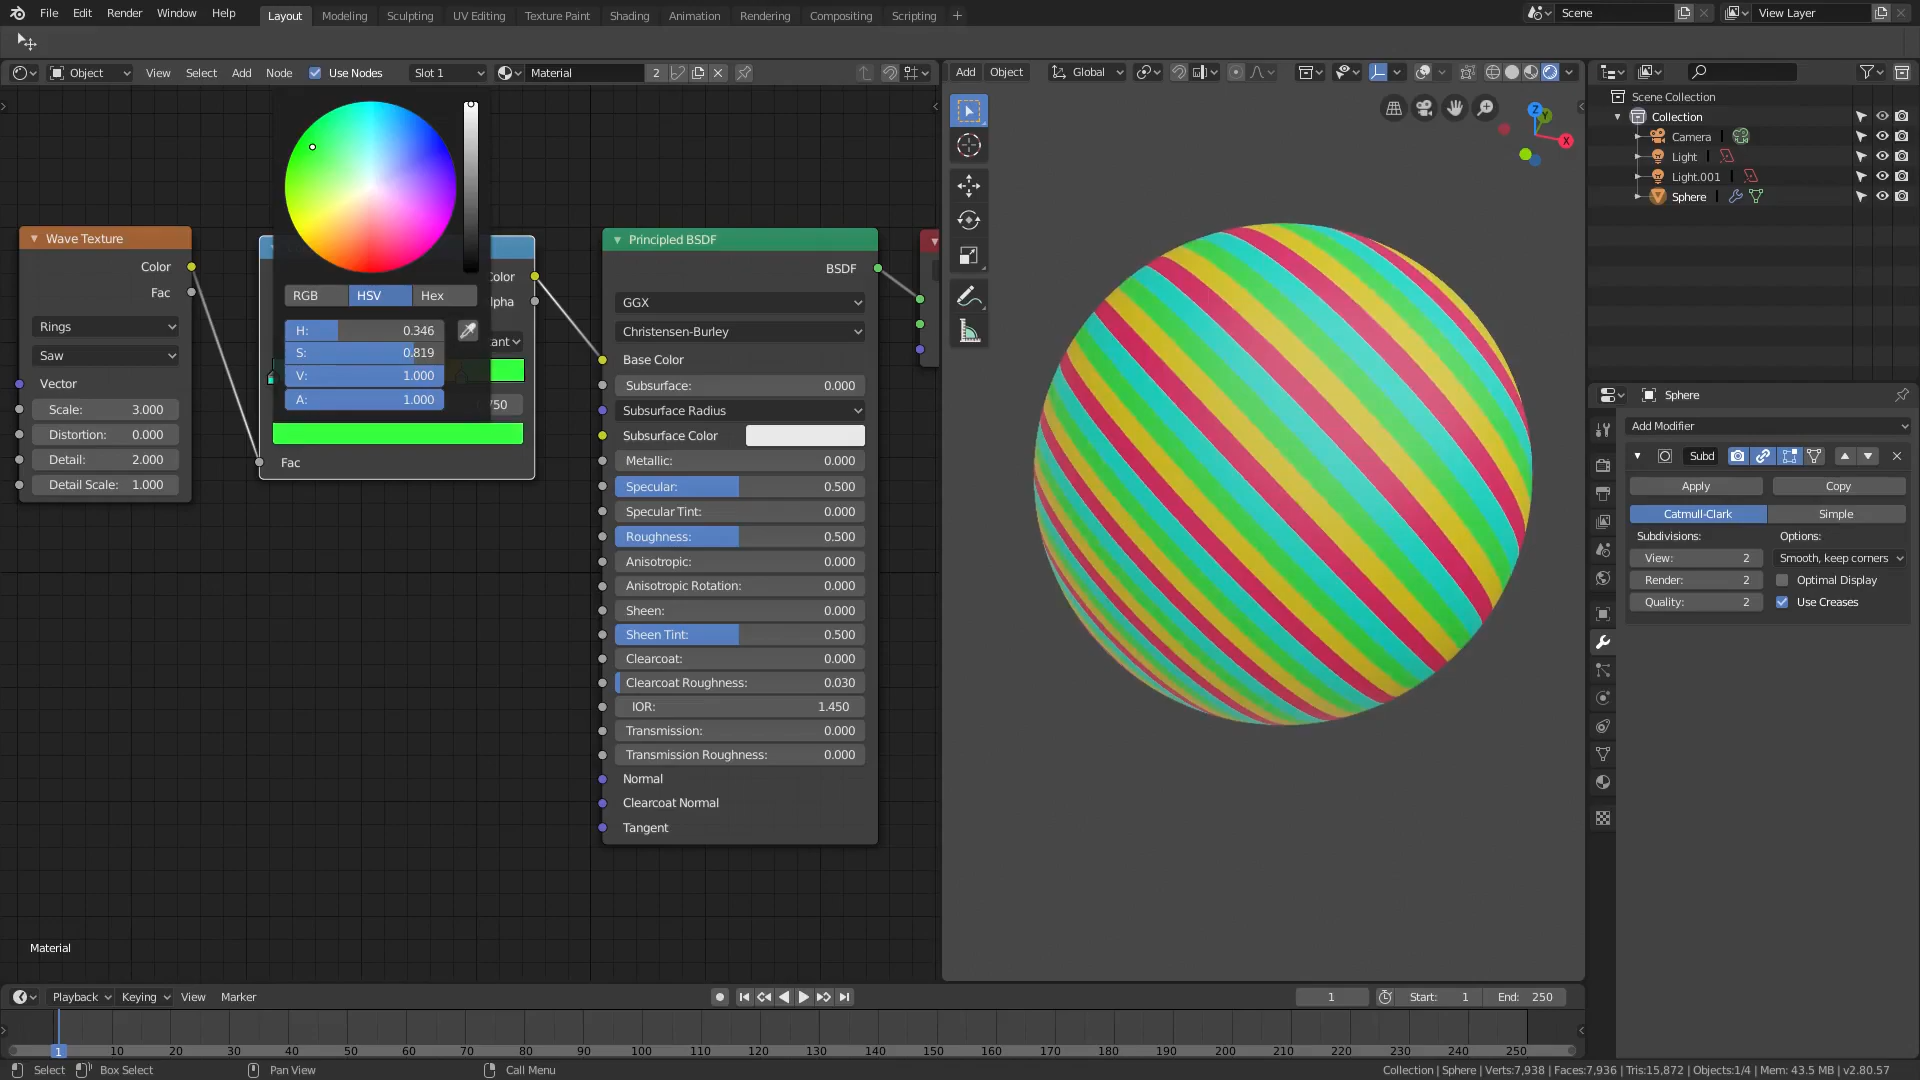 File Edit Render Window Help
Layout Modeling Sculpting UV Editing Texture Paint Shading Animation Rendering Compositing Scripting +
Scene
View Layer
Object View Select Add Node Use Nodes Slot 1 Material 2
Add Object Global
Scene Collection
Collection
Camera
Light
Light.001
Sphere
Wave Texture
Color
Fac
Rings
Saw
Vector
Scale: 3.000
Distortion: 0.000
Detail: 2.000
Detail Scale: 1.000
RGB HSV Hex
H: 0.346
S: 0.819
V: 1.000
A: 1.000
Color
lpha
ant
750
Fac
Principled BSDF
BSDF
GGX
Christensen-Burley
Base Color
Subsurface: 0.000
Subsurface Radius
Subsurface Color
Metallic: 0.000
Specular: 0.500
Specular Tint: 0.000
Roughness: 0.500
Anisotropic: 0.000
Anisotropic Rotation: 0.000
Sheen: 0.000
Sheen Tint: 0.500
Clearcoat: 0.000
Clearcoat Roughness: 0.030
IOR: 1.450
Transmission: 0.000
Transmission Roughness: 0.000
Normal
Clearcoat Normal
Tangent
Material
X
Y
Z
Sphere
Add Modifier
Subd
Apply Copy
Catmull-Clark Simple
Subdivisions: Options:
View: 2 Smooth, keep corners
Render: 2 Optimal Display
Quality: 2 Use Creases
Playback Keying View Marker
1 Start: 1 End: 250
1 10 20 30 40 50 60 70 80 90 100 110 120 130 140 150 160 170 180 190 200 210 220 230 240 250
Select Box Select Pan View Call Menu
Collection | Sphere | Verts:7,938 | Faces:7,936 | Tris:15,872 | Objects:1/4 | Mem: 43.5 MB | v2.80.57